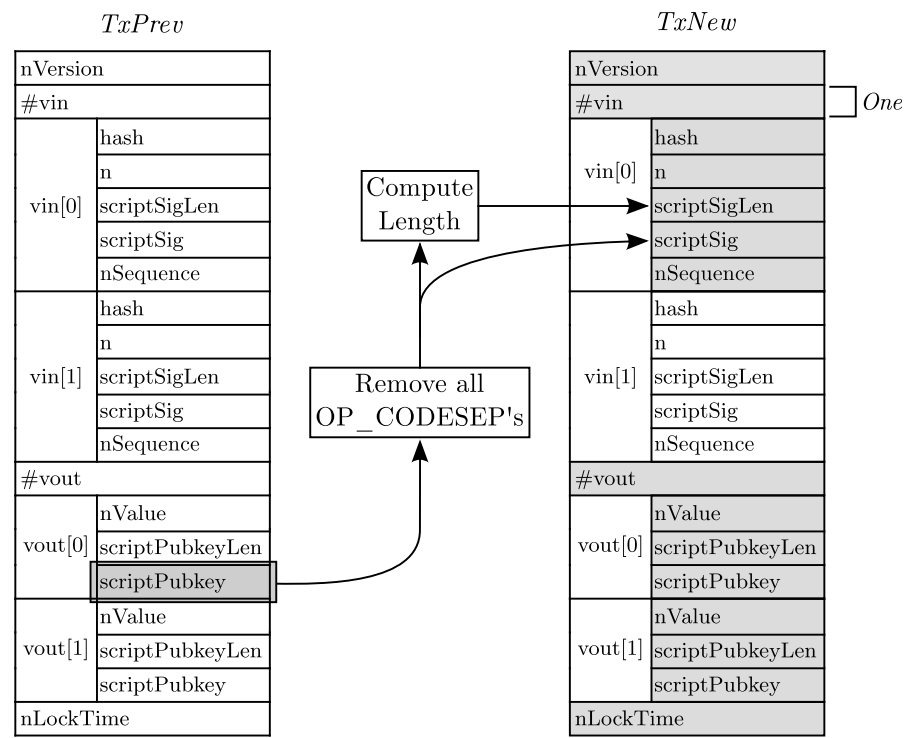 TxPrev
nVersion
#vin
vin[0]
hash
n
scriptSigLen
scriptSig
nSequence
vin[1]
hash
n
scriptSigLen
scriptSig
nSequence
#vout
vout[0]
nValue
scriptPubkeyLen
scriptPubkey
vout[1]
nValue
scriptPubkeyLen
scriptPubkey
nLockTime
Compute
Length
Remove all
OP_CODESEP's
TxNew
nVersion
#vin
One
vin[0]
hash
n
scriptSigLen
scriptSig
nSequence
vin[1]
hash
n
scriptSigLen
scriptSig
nSequence
#vout
vout[0]
nValue
scriptPubkeyLen
scriptPubkey
vout[1]
nValue
scriptPubkeyLen
scriptPubkey
nLockTime